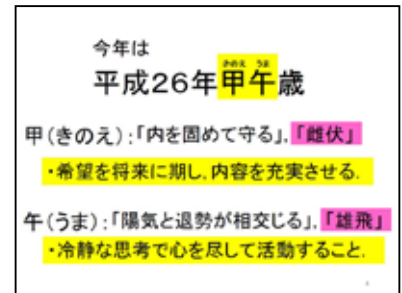 今年は
きのえ うま
平成26年甲午歳
甲(きのえ):「内を固めて守る」.「雌伏」
・希望を将来に期し、内容を充実させる.
午(うま):「陽気と退勢が相交じる」.「雄飛」
・冷静な思考で心を尽して活動すること.